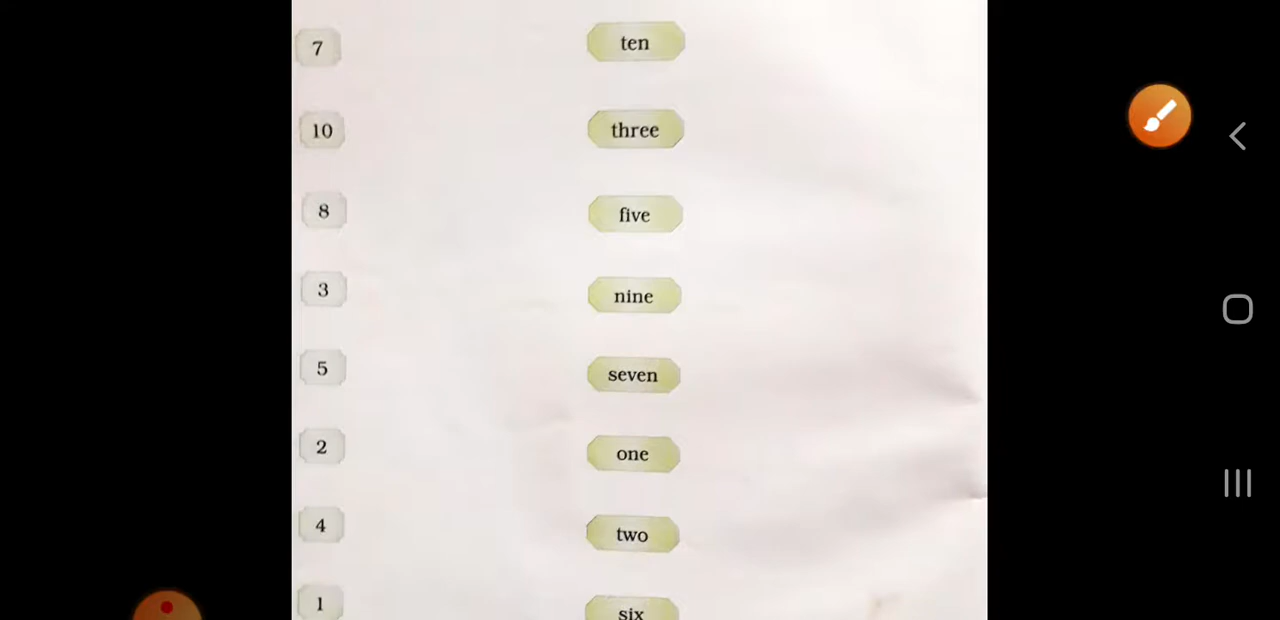 7 ten
10 three
8 five
3 nine
5 seven
2 one
4 two
1 six